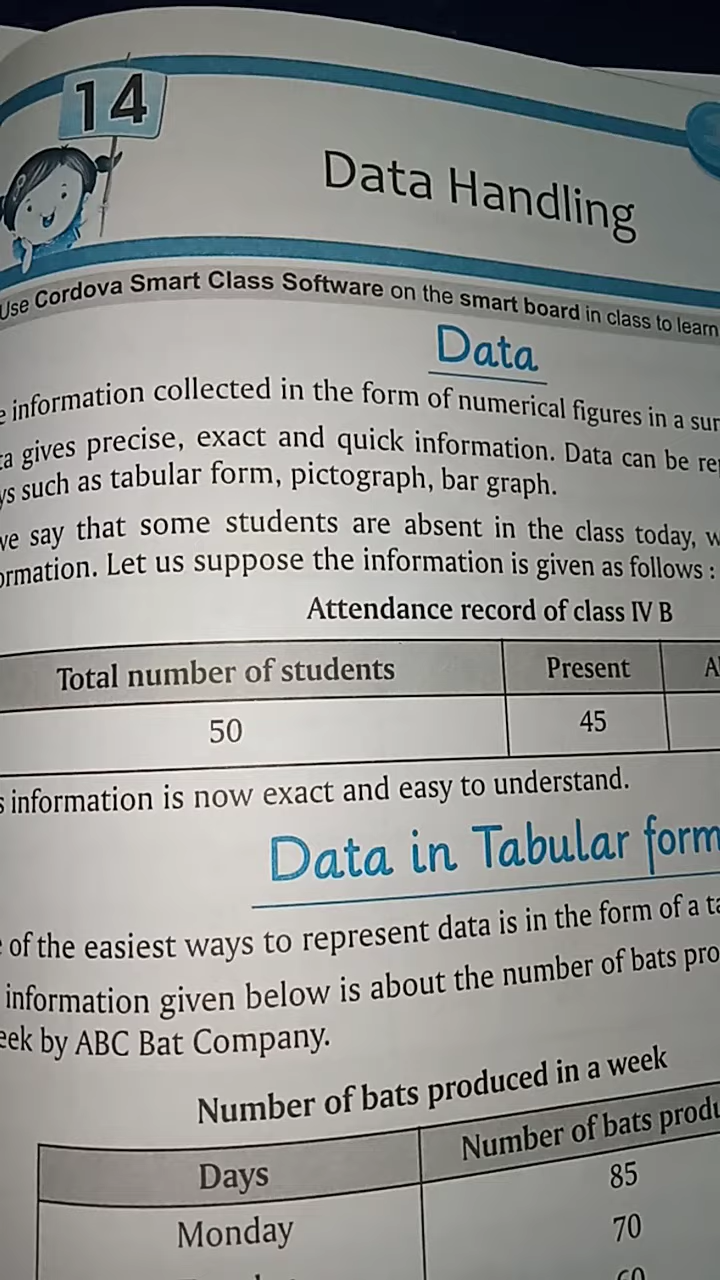 14
Data Handling
Use Cordova Smart Class Software on the smart board in class to learn
Data
information collected in the form of numerical figures in a
gives precise, exact and quick information. Data can be
such as tabular form, pictograph, bar graph.
say that some students are absent in the class today,
Let us suppose the information is given as follows :
Attendance record of class IV B
Total number of students Present
50 45
information is now exact and easy to understand.
Data in Tabular form
of the easiest ways to represent data is in the form of a
information given below is about the number of bats
by ABC Bat Company.
Number of bats produced in a week
Days Number of bats
85
Monday 70